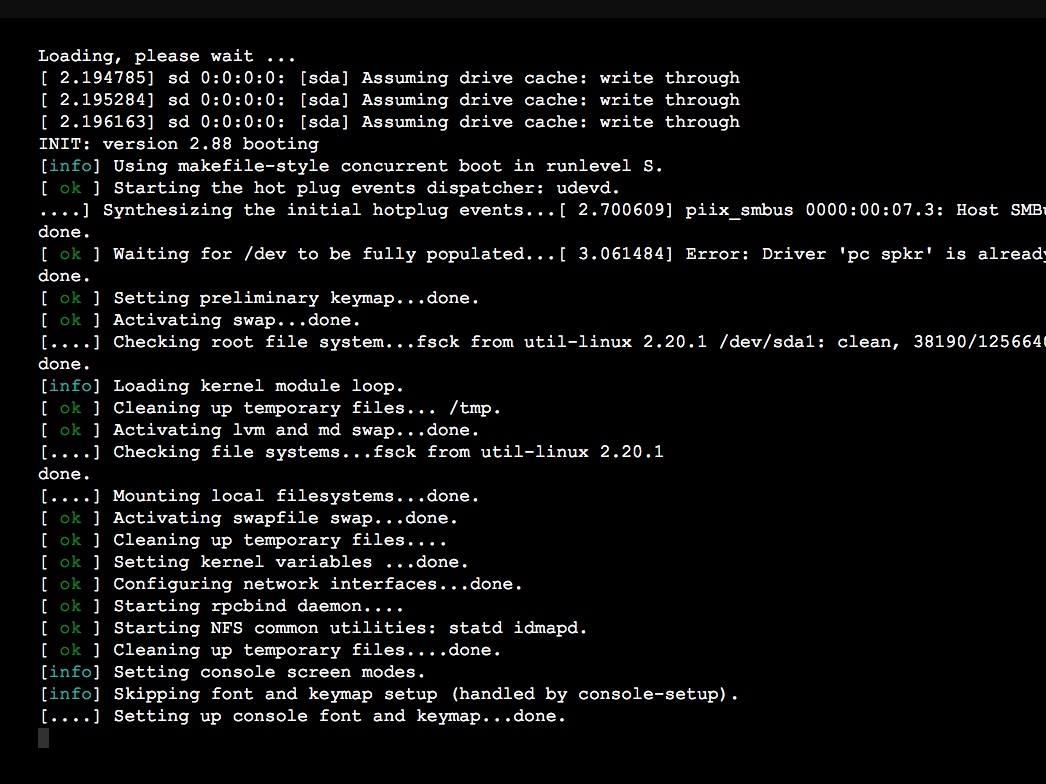 Loading, please wait ...
[ 2.194785] sd 0:0:0:0: [sda] Assuming drive cache: write through
[ 2.195284] sd 0:0:0:0: [sda] Assuming drive cache: write through
[ 2.196163] sd 0:0:0:0: [sda] Assuming drive cache: write through
INIT: version 2.88 booting
[info] Using makefile-style concurrent boot in runlevel S.
[ ok ] Starting the hot plug events dispatcher: udevd.
....] Synthesizing the initial hotplug events...[ 2.700609] piix_smbus 0000:00:07.3: Host
done.
[ ok ] Waiting for /dev to be fully populated...[ 3.061484] Error: Driver 'pc spkr' is
done.
[ ok ] Setting preliminary keymap...done.
[ ok ] Activating swap...done.
[....] Checking root file system...fsck from util-linux 2.20.1 /dev/sda1: clean,
done.
[info] Loading kernel module loop.
[ ok ] Cleaning up temporary files... /tmp.
[ ok ] Activating lvm and md swap...done.
[....] Checking file systems...fsck from util-linux 2.20.1
done.
[....] Mounting local filesystems...done.
[ ok ] Activating swapfile swap...done.
[ ok ] Cleaning up temporary files....
[ ok ] Setting kernel variables ...done.
[ ok ] Configuring network interfaces...done.
[ ok ] Starting rpcbind daemon....
[ ok ] Starting NFS common utilities: statd idmapd.
[ ok ] Cleaning up temporary files....done.
[info] Setting console screen modes.
[info] Skipping font and keymap setup (handled by console-setup).
[....] Setting up console font and keymap...done.